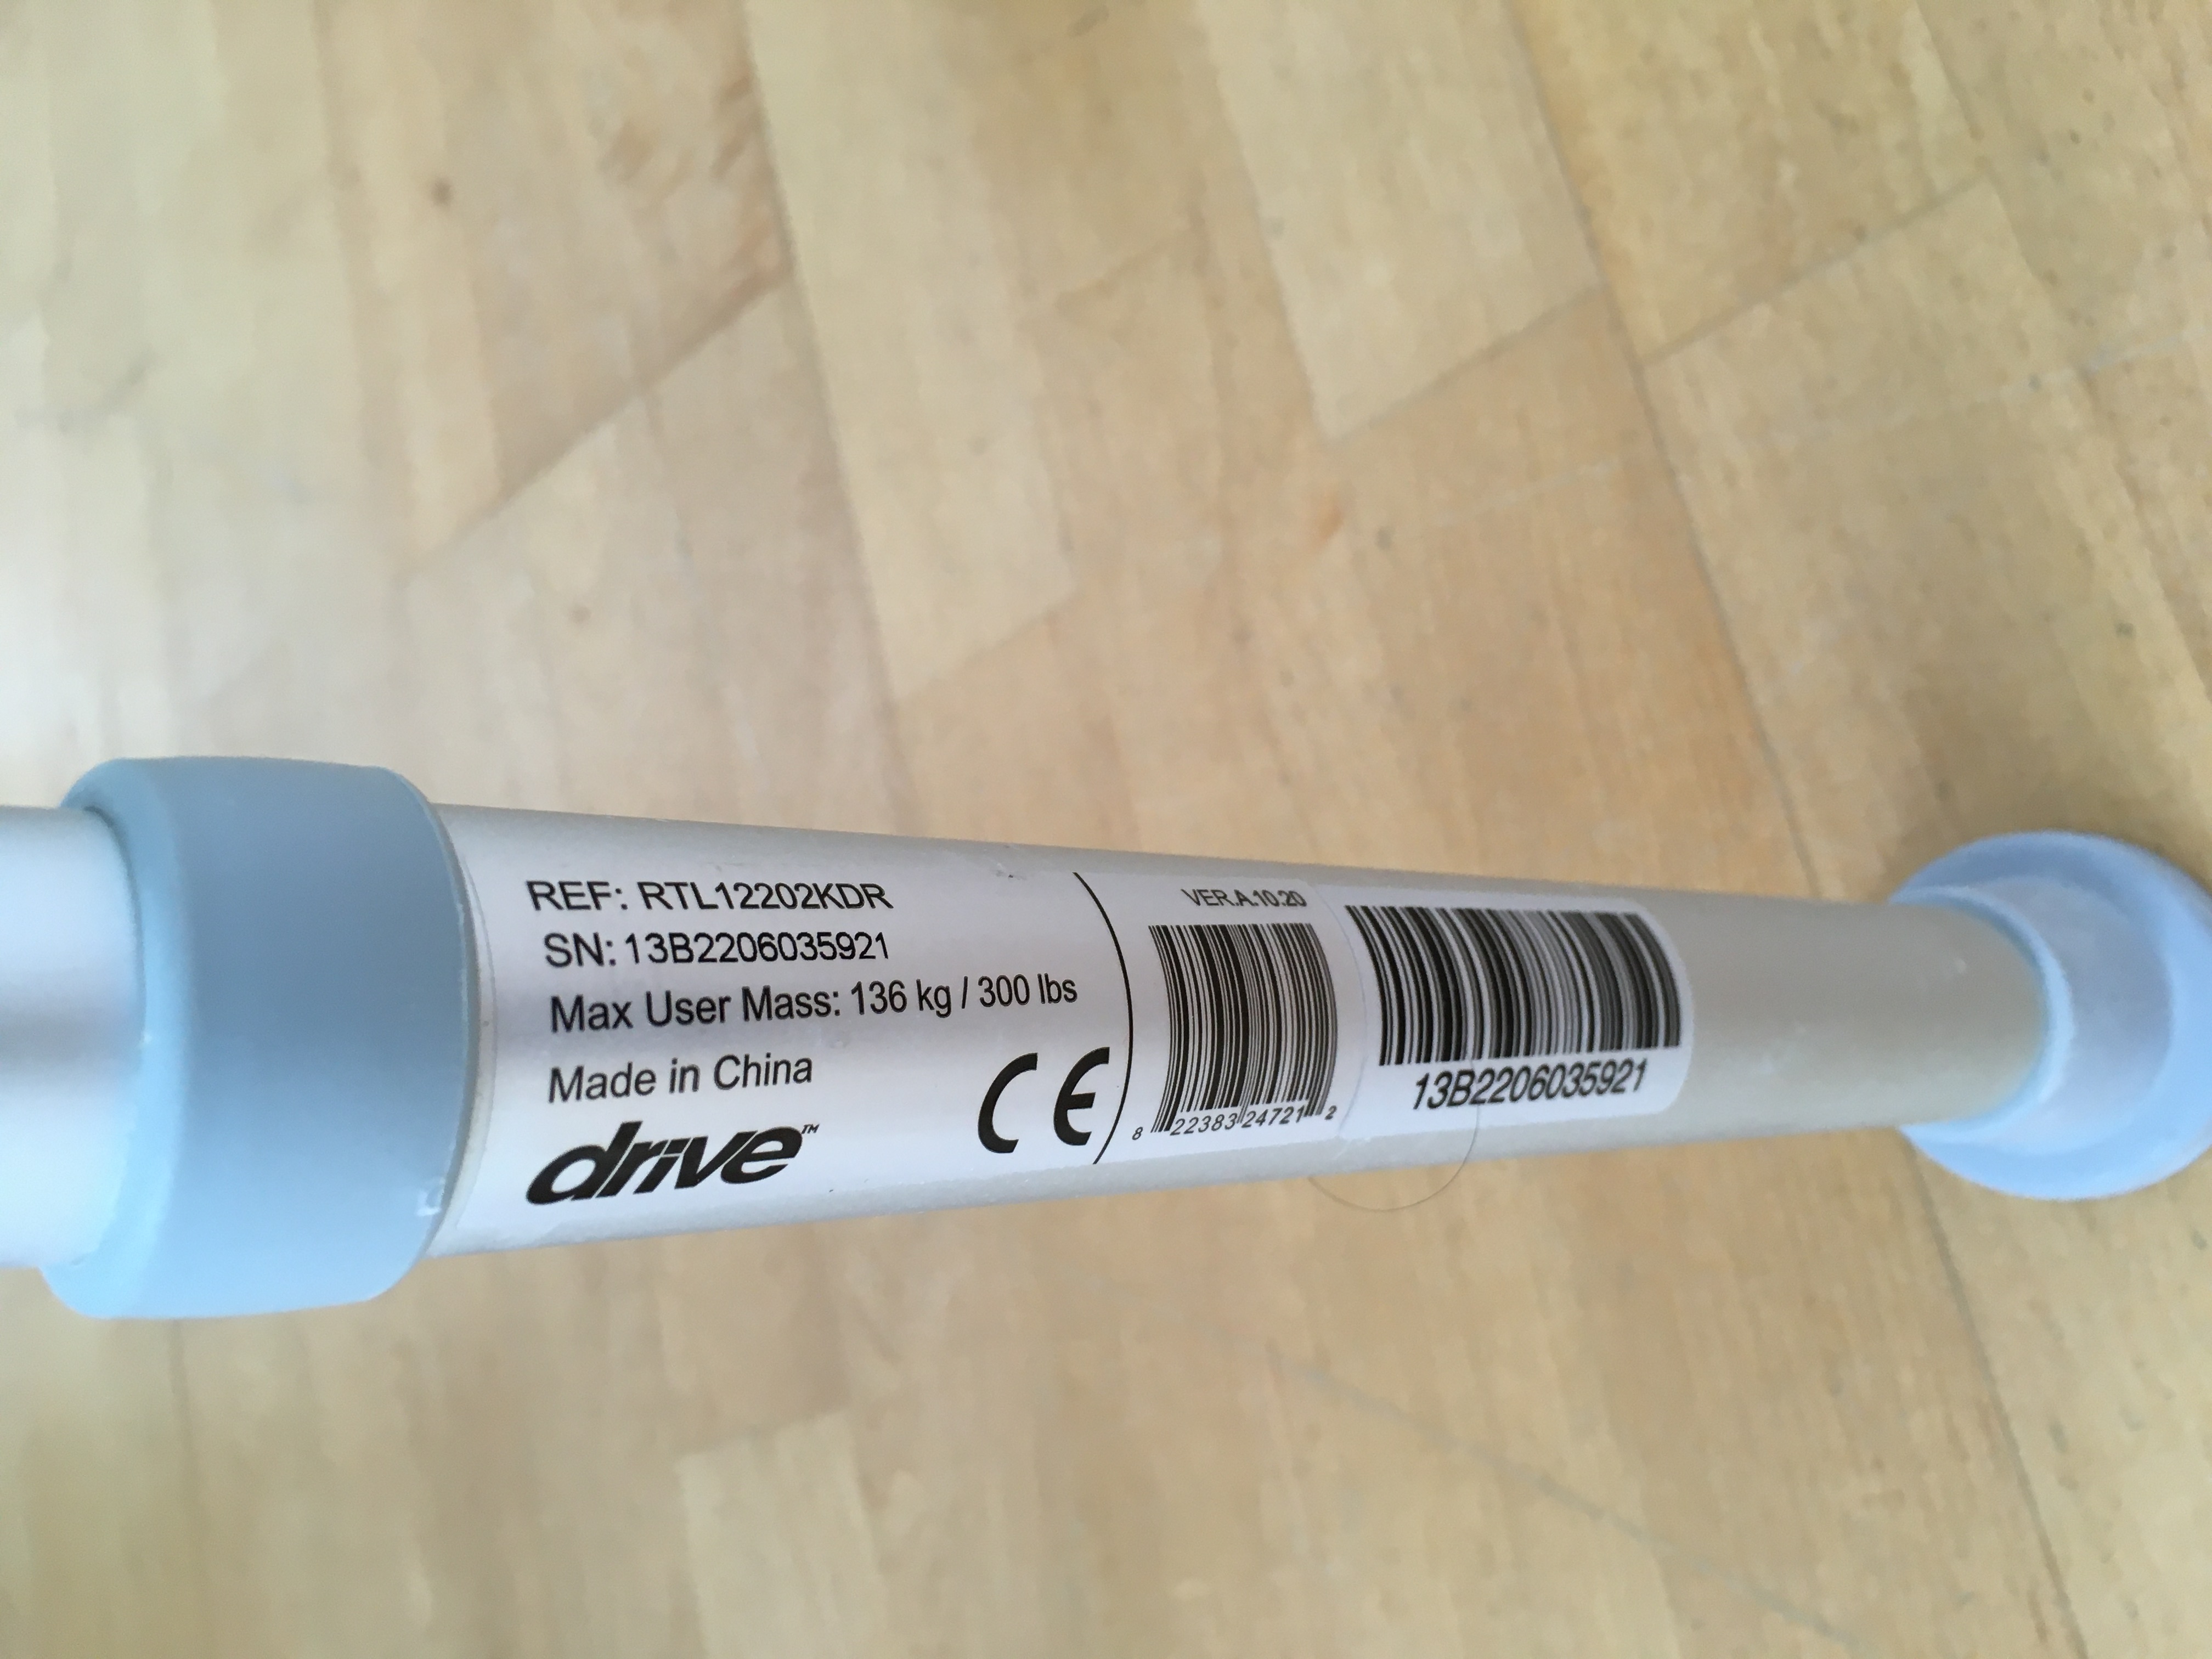 REF: RTL12202KDR
SN: 13B2206035921
Max User Mass: 136 kg / 300 lbs
Made in China
drive™
CE
VER.A.10.20
8 22383 24721 2
13B2206035921